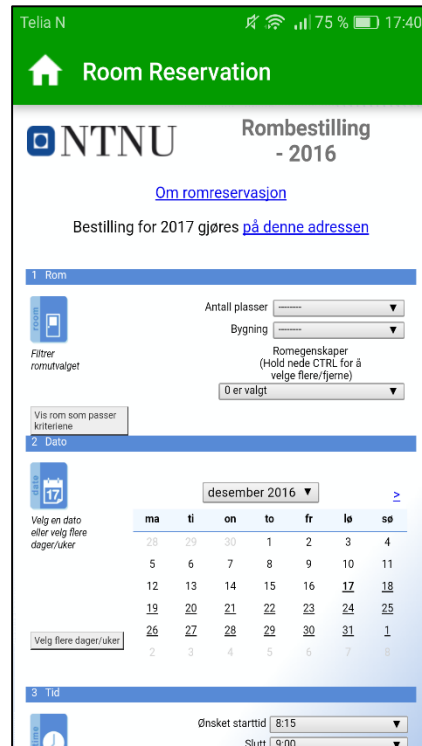 Telia N 75 % 17:40
Room Reservation
NTNU
Rombestilling
- 2016
Om romreservasjon
Bestilling for 2017 gjøres på denne adressen
1 Rom
room
Filtrer
romutvalget
Antall plasser ---------
Bygning ---------
Romegenskaper
(Hold nede CTRL for å
velge flere/fjerne)
0 er valgt
Vis rom som passer
kriteriene
2 Dato
date
17
Velg en dato
eller velg flere
dager/uker
desember 2016 >
ma ti on to fr lø sø
28 29 30 1 2 3 4
5 6 7 8 9 10 11
12 13 14 15 16 17 18
19 20 21 22 23 24 25
26 27 28 29 30 31 1
2 3 4 5 6 7 8
Velg flere dager/uker
3 Tid
time
Ønsket starttid 8:15
Slutt 9:00